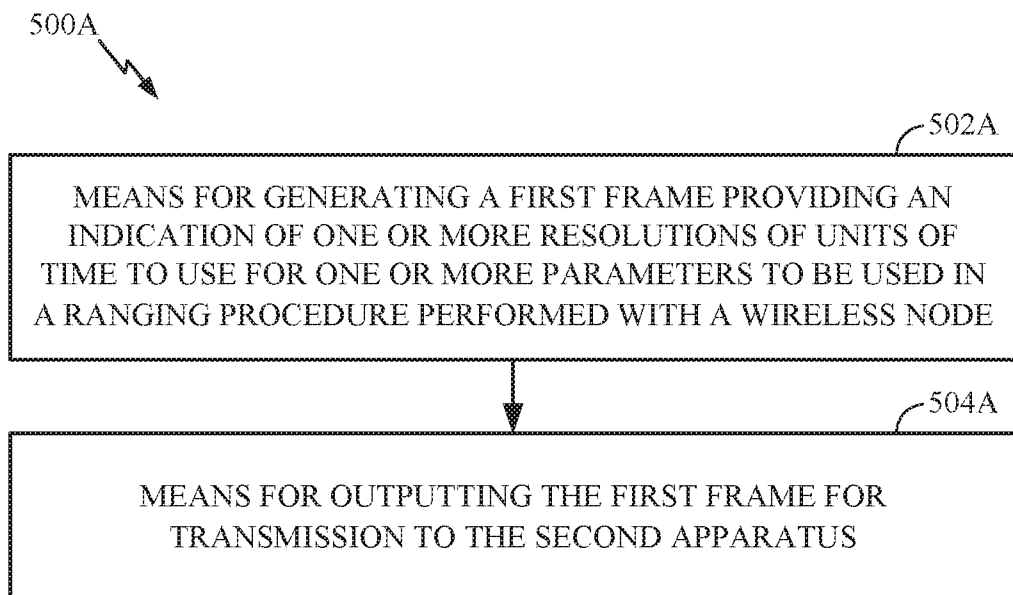 500A
502A
MEANS FOR GENERATING A FIRST FRAME PROVIDING AN
INDICATION OF ONE OR MORE RESOLUTIONS OF UNITS OF
TIME TO USE FOR ONE OR MORE PARAMETERS TO BE USED IN
A RANGING PROCEDURE PERFORMED WITH A WIRELESS NODE
504A
MEANS FOR OUTPUTTING THE FIRST FRAME FOR
TRANSMISSION TO THE SECOND APPARATUS